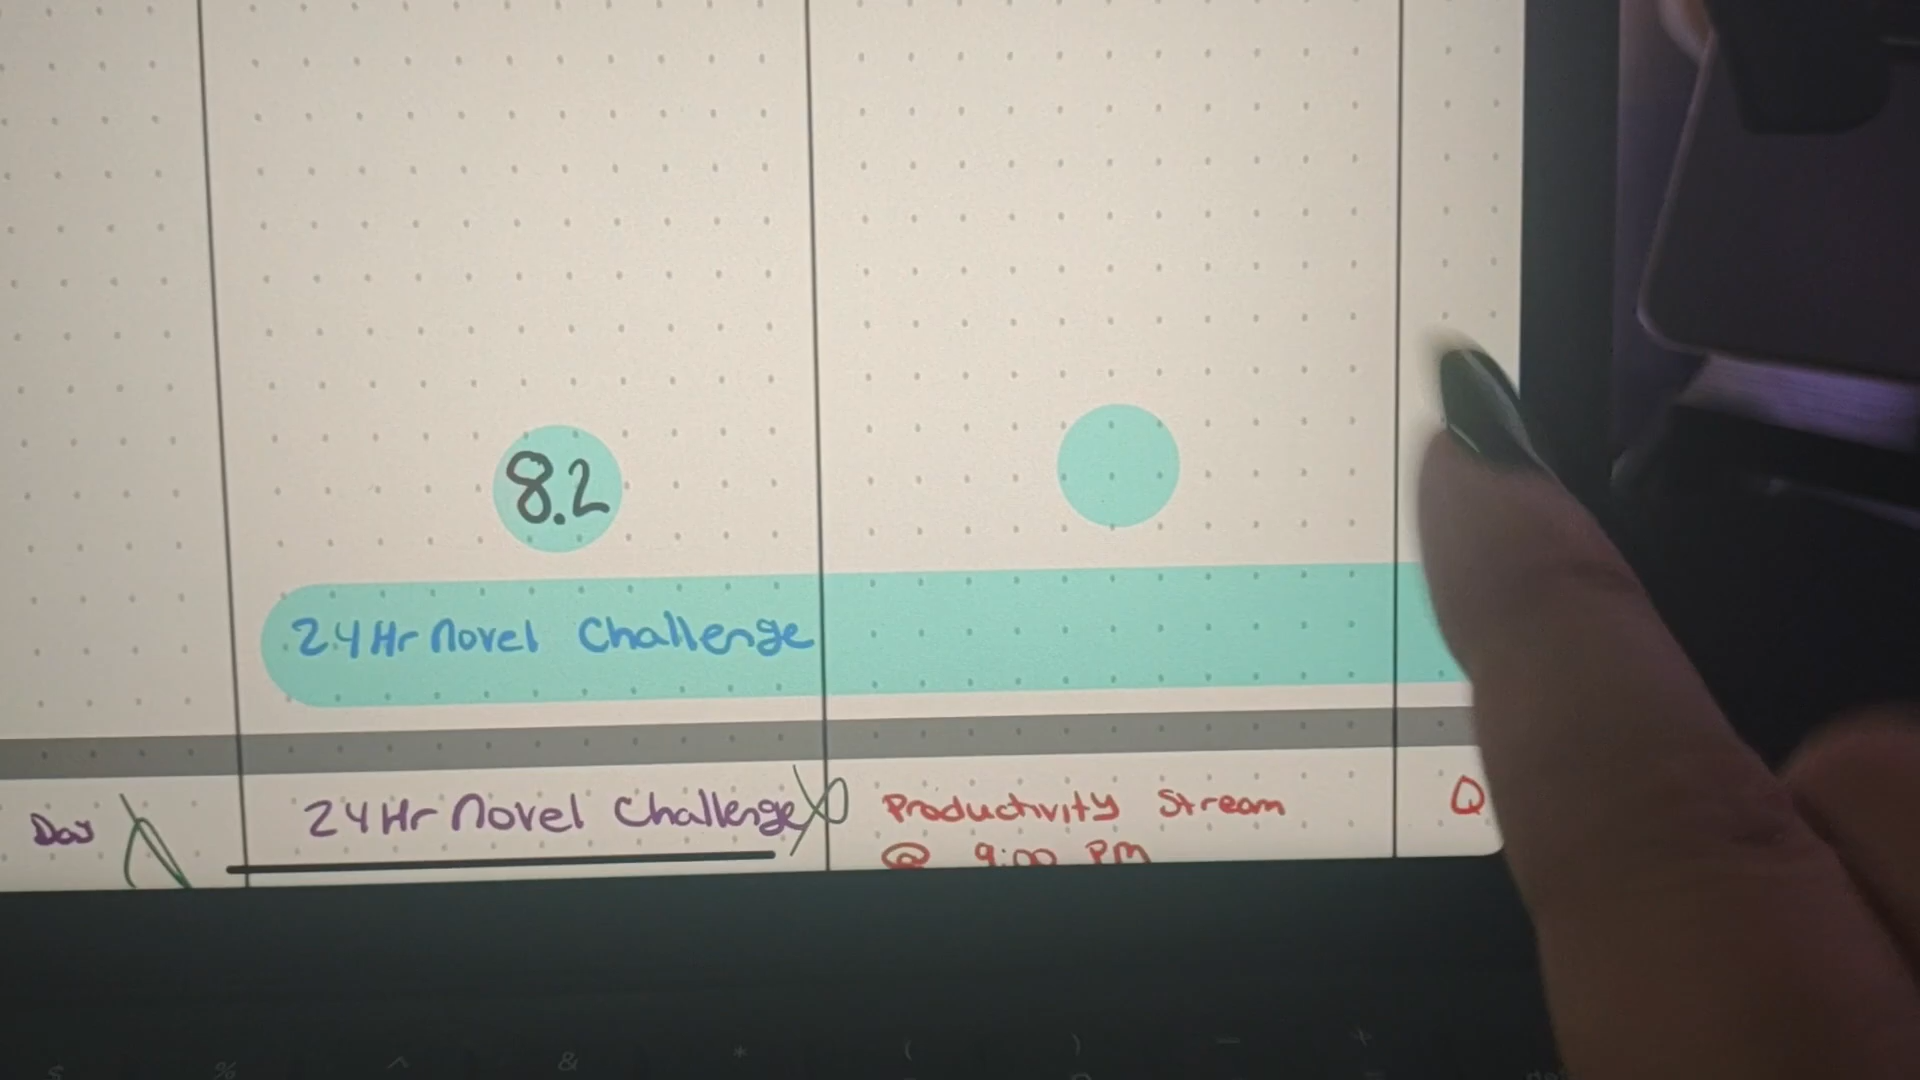 8.2
24 Hr Novel Challenge
Day
24 Hr Novel Challenge
Productivity Stream
@ 9:00 PM
Q
$ % ^ & * ( ) - +